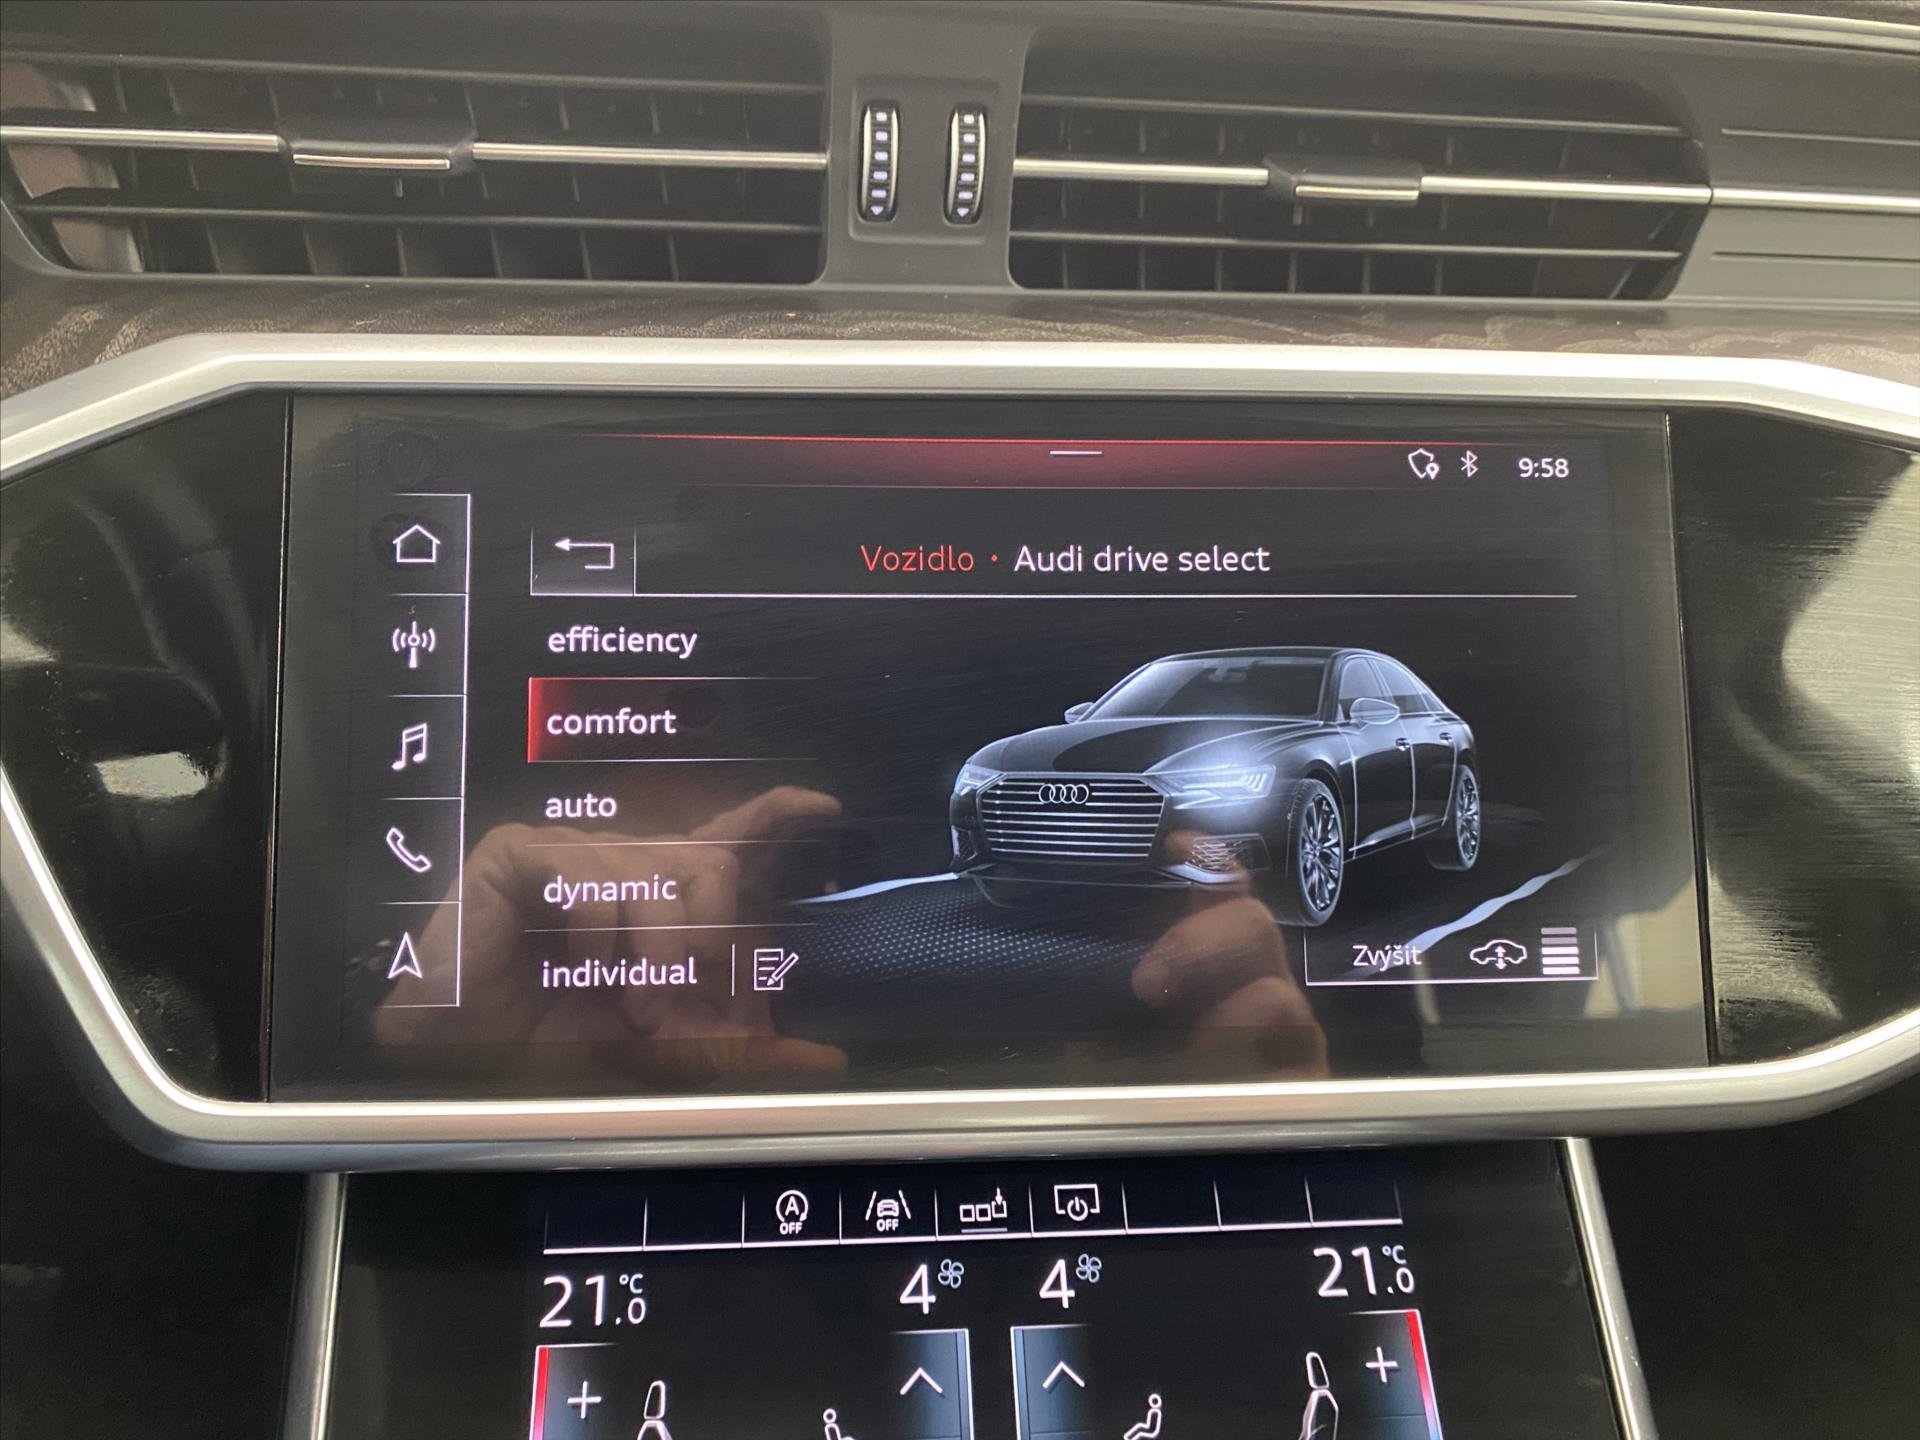 9:58
Vozidlo • Audi drive select
efficiency
comfort
auto
dynamic
individual
Zvýšit
A OFF
OFF
21.0 °C
4
4
21.0 °C